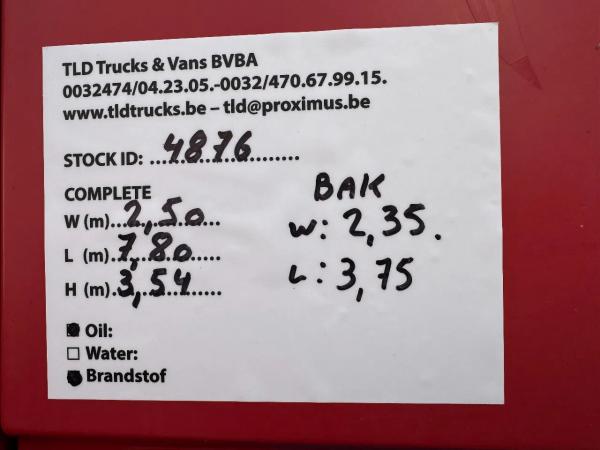 TLD Trucks & Vans BVBA
0032474/04.23.05.-0032/470.67.99.15.
www.tldtrucks.be – tld@proximus.be
STOCK ID: ...4876...
COMPLETE
W (m)...2,50...
L (m)...7,80...
H (m)...3,54...
BAK
W: 2,35.
L: 3,75
Oil:
Water:
Brandstof